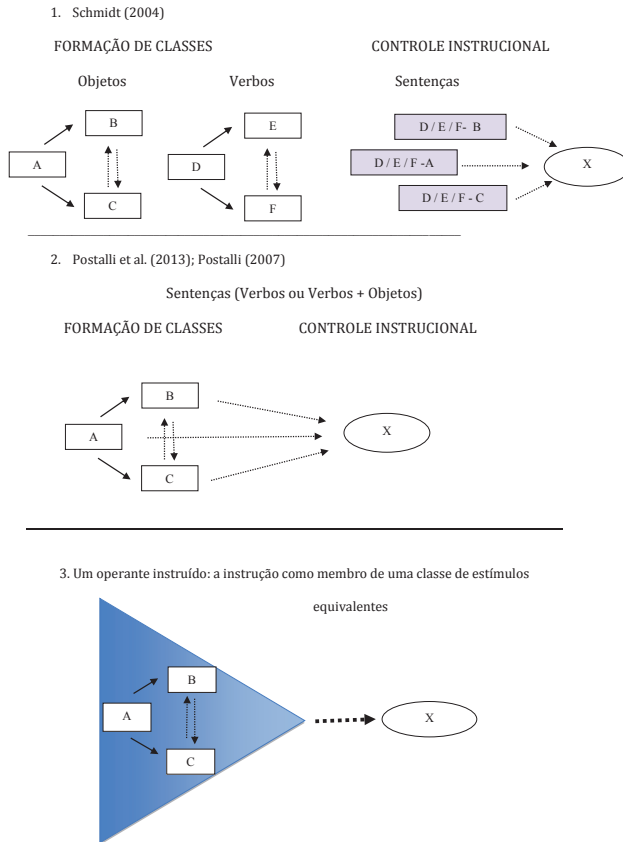 1. Schmidt (2004)
FORMAÇÃO DE CLASSES CONTROLE INSTRUCIONAL
Objetos Verbos Sentenças
B E D / E / F- B
A D D / E / F -A X
C F D / E / F - C
2. Postalli et al. (2013); Postalli (2007)
Sentenças (Verbos ou Verbos + Objetos)
FORMAÇÃO DE CLASSES CONTROLE INSTRUCIONAL
B
A X
C
3. Um operante instruído: a instrução como membro de uma classe de estímulos
equivalentes
B
A X
C